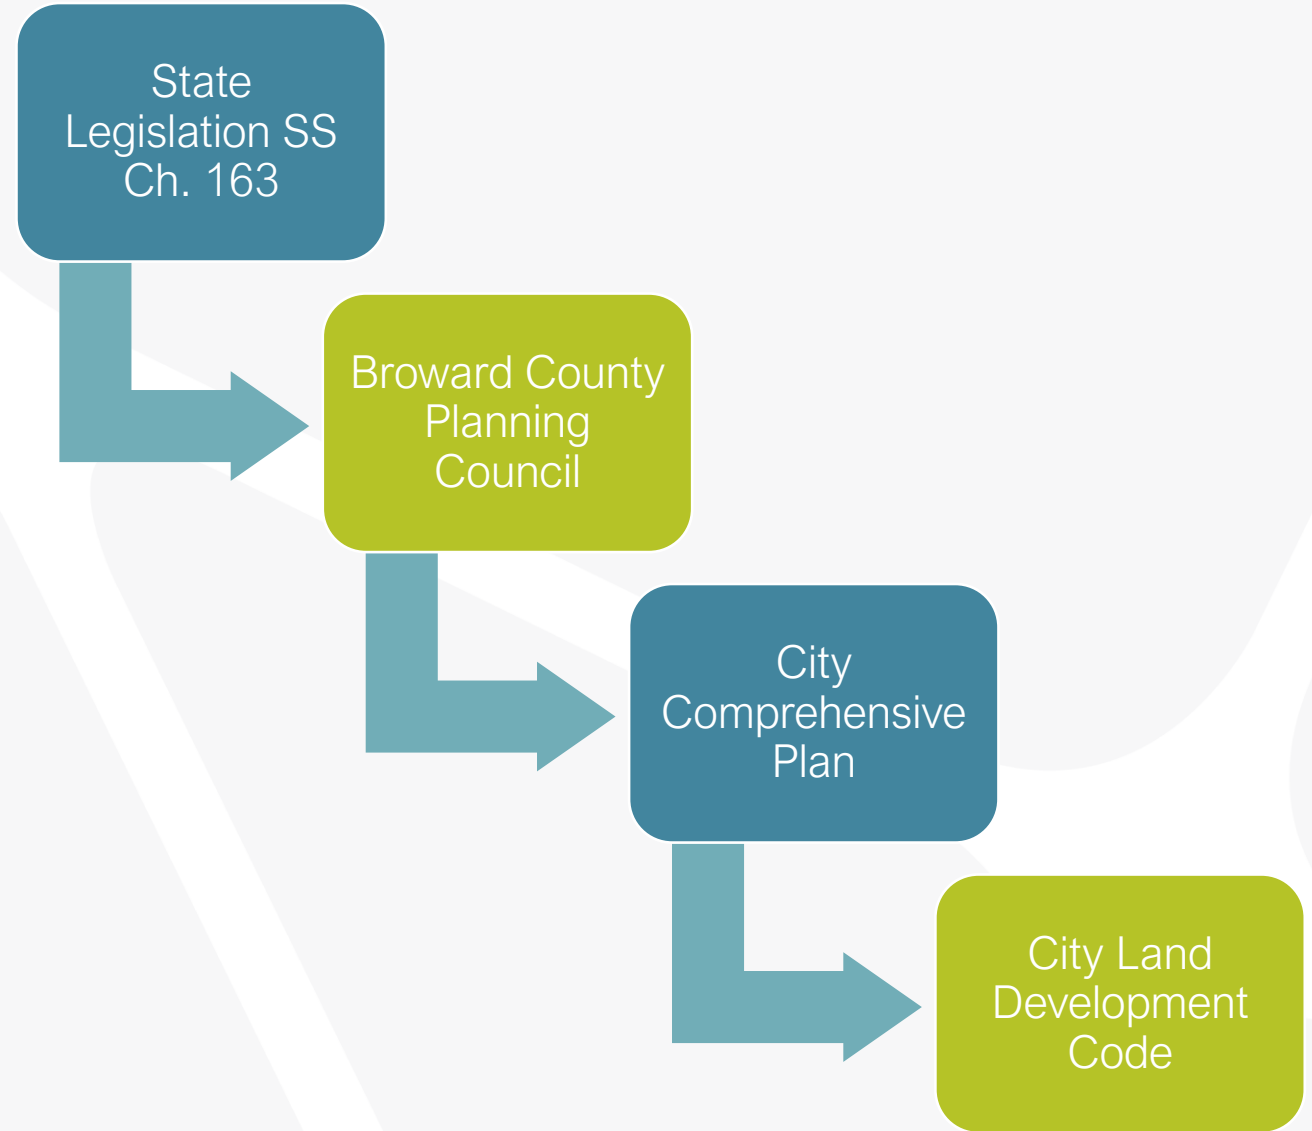 State
Legislation SS
Ch. 163
Broward County
Planning
Council
City
Comprehensive
Plan
City Land
Development
Code